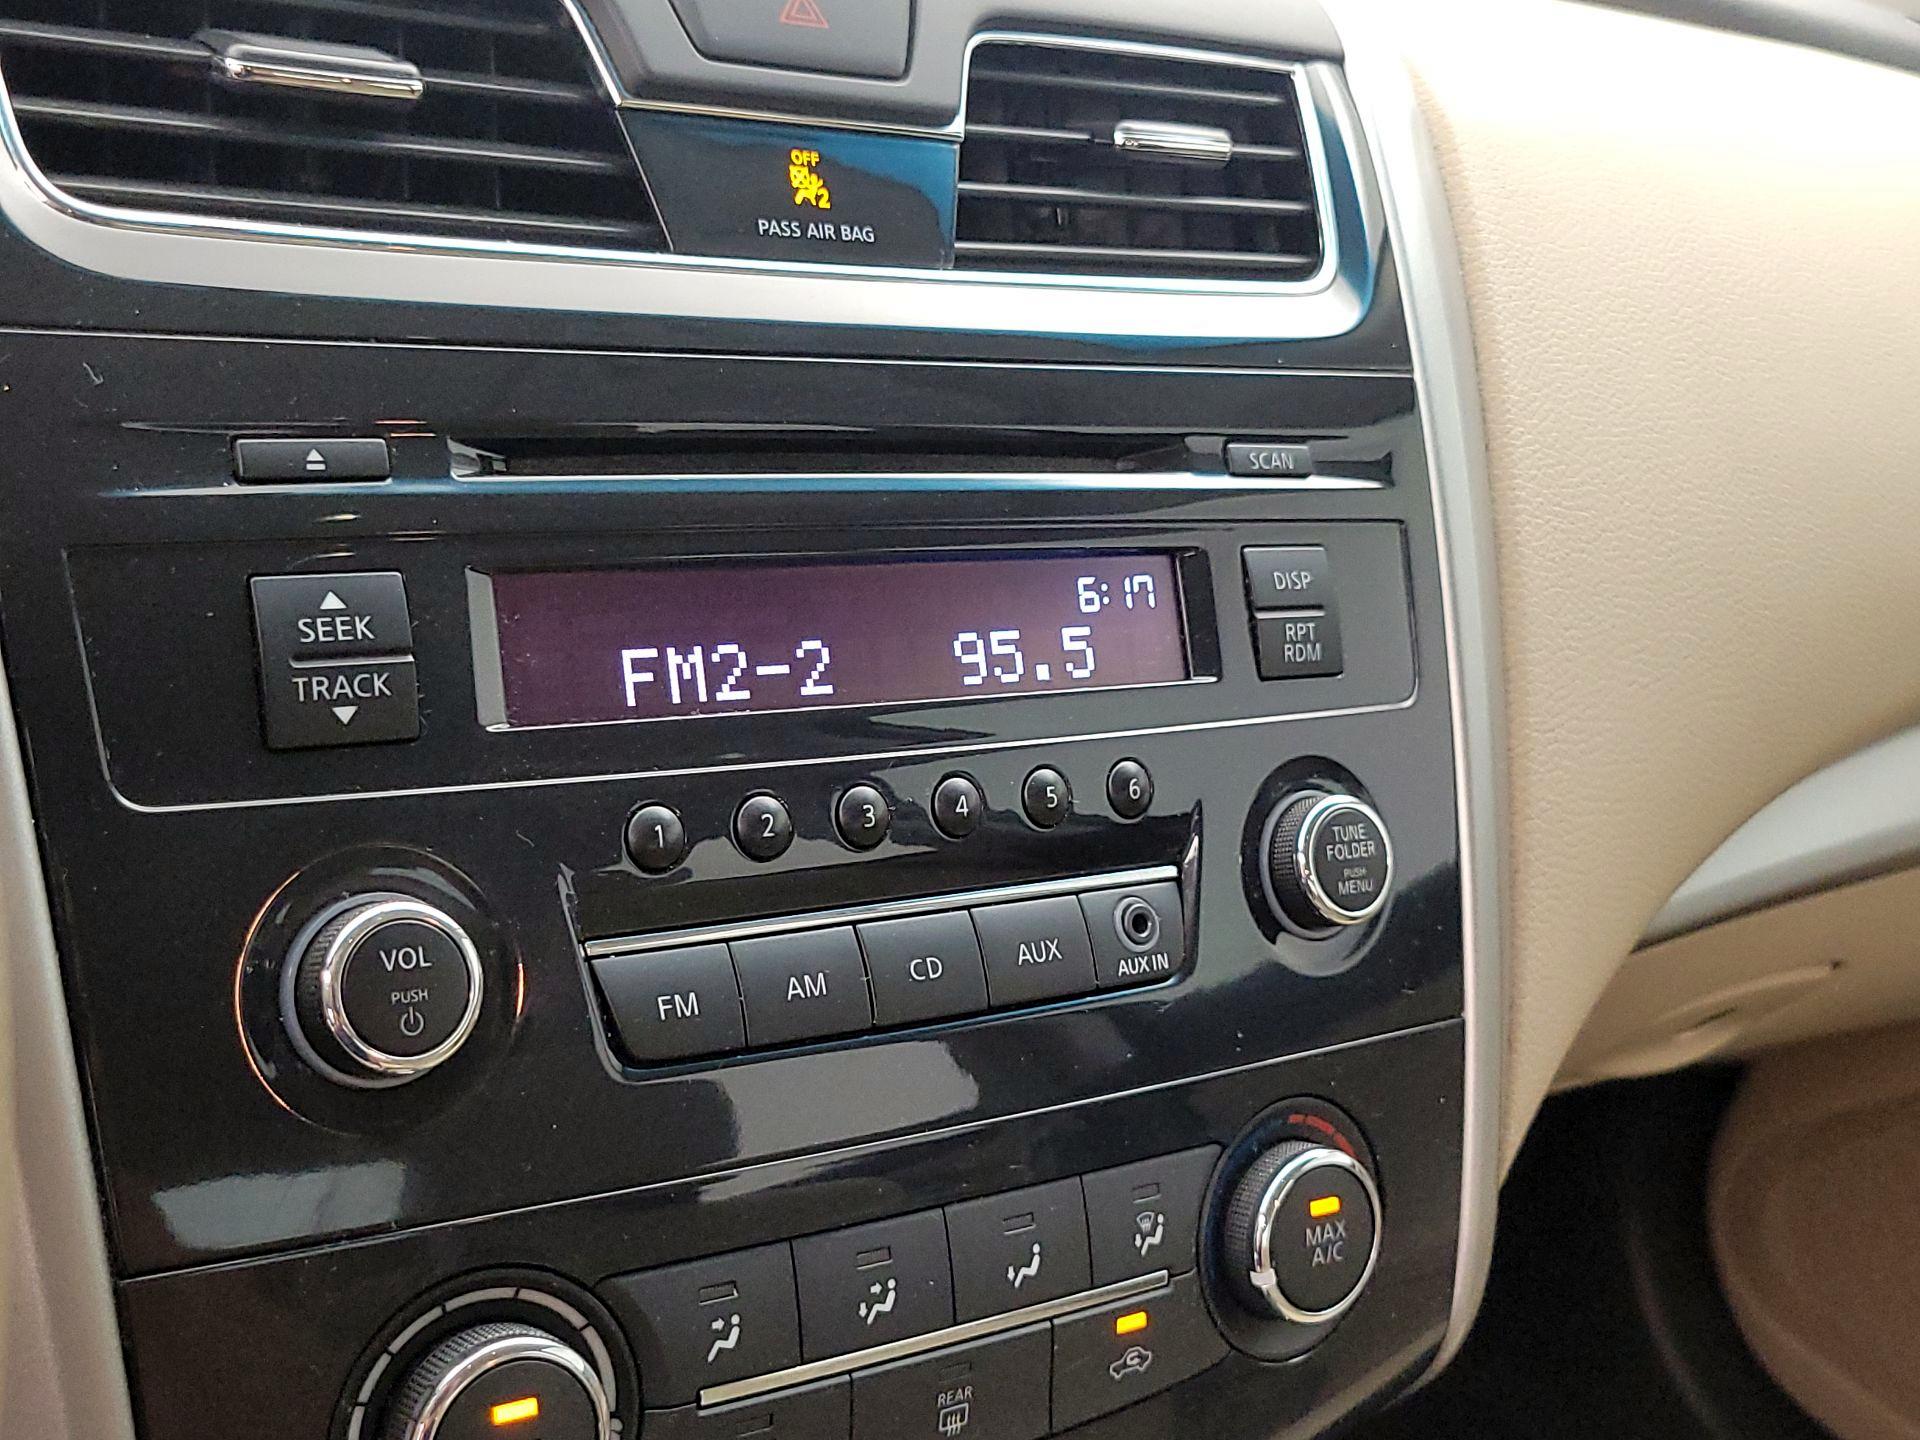 OFF
2
PASS AIR BAG
SCAN
SEEK
TRACK
6:17
FM2-2 95.5
DISP
RPT
RDM
1 2 3 4 5 6
TUNE
FOLDER
PUSH
MENU
VOL
PUSH
FM AM CD AUX
AUX IN
MAX
A/C
REAR